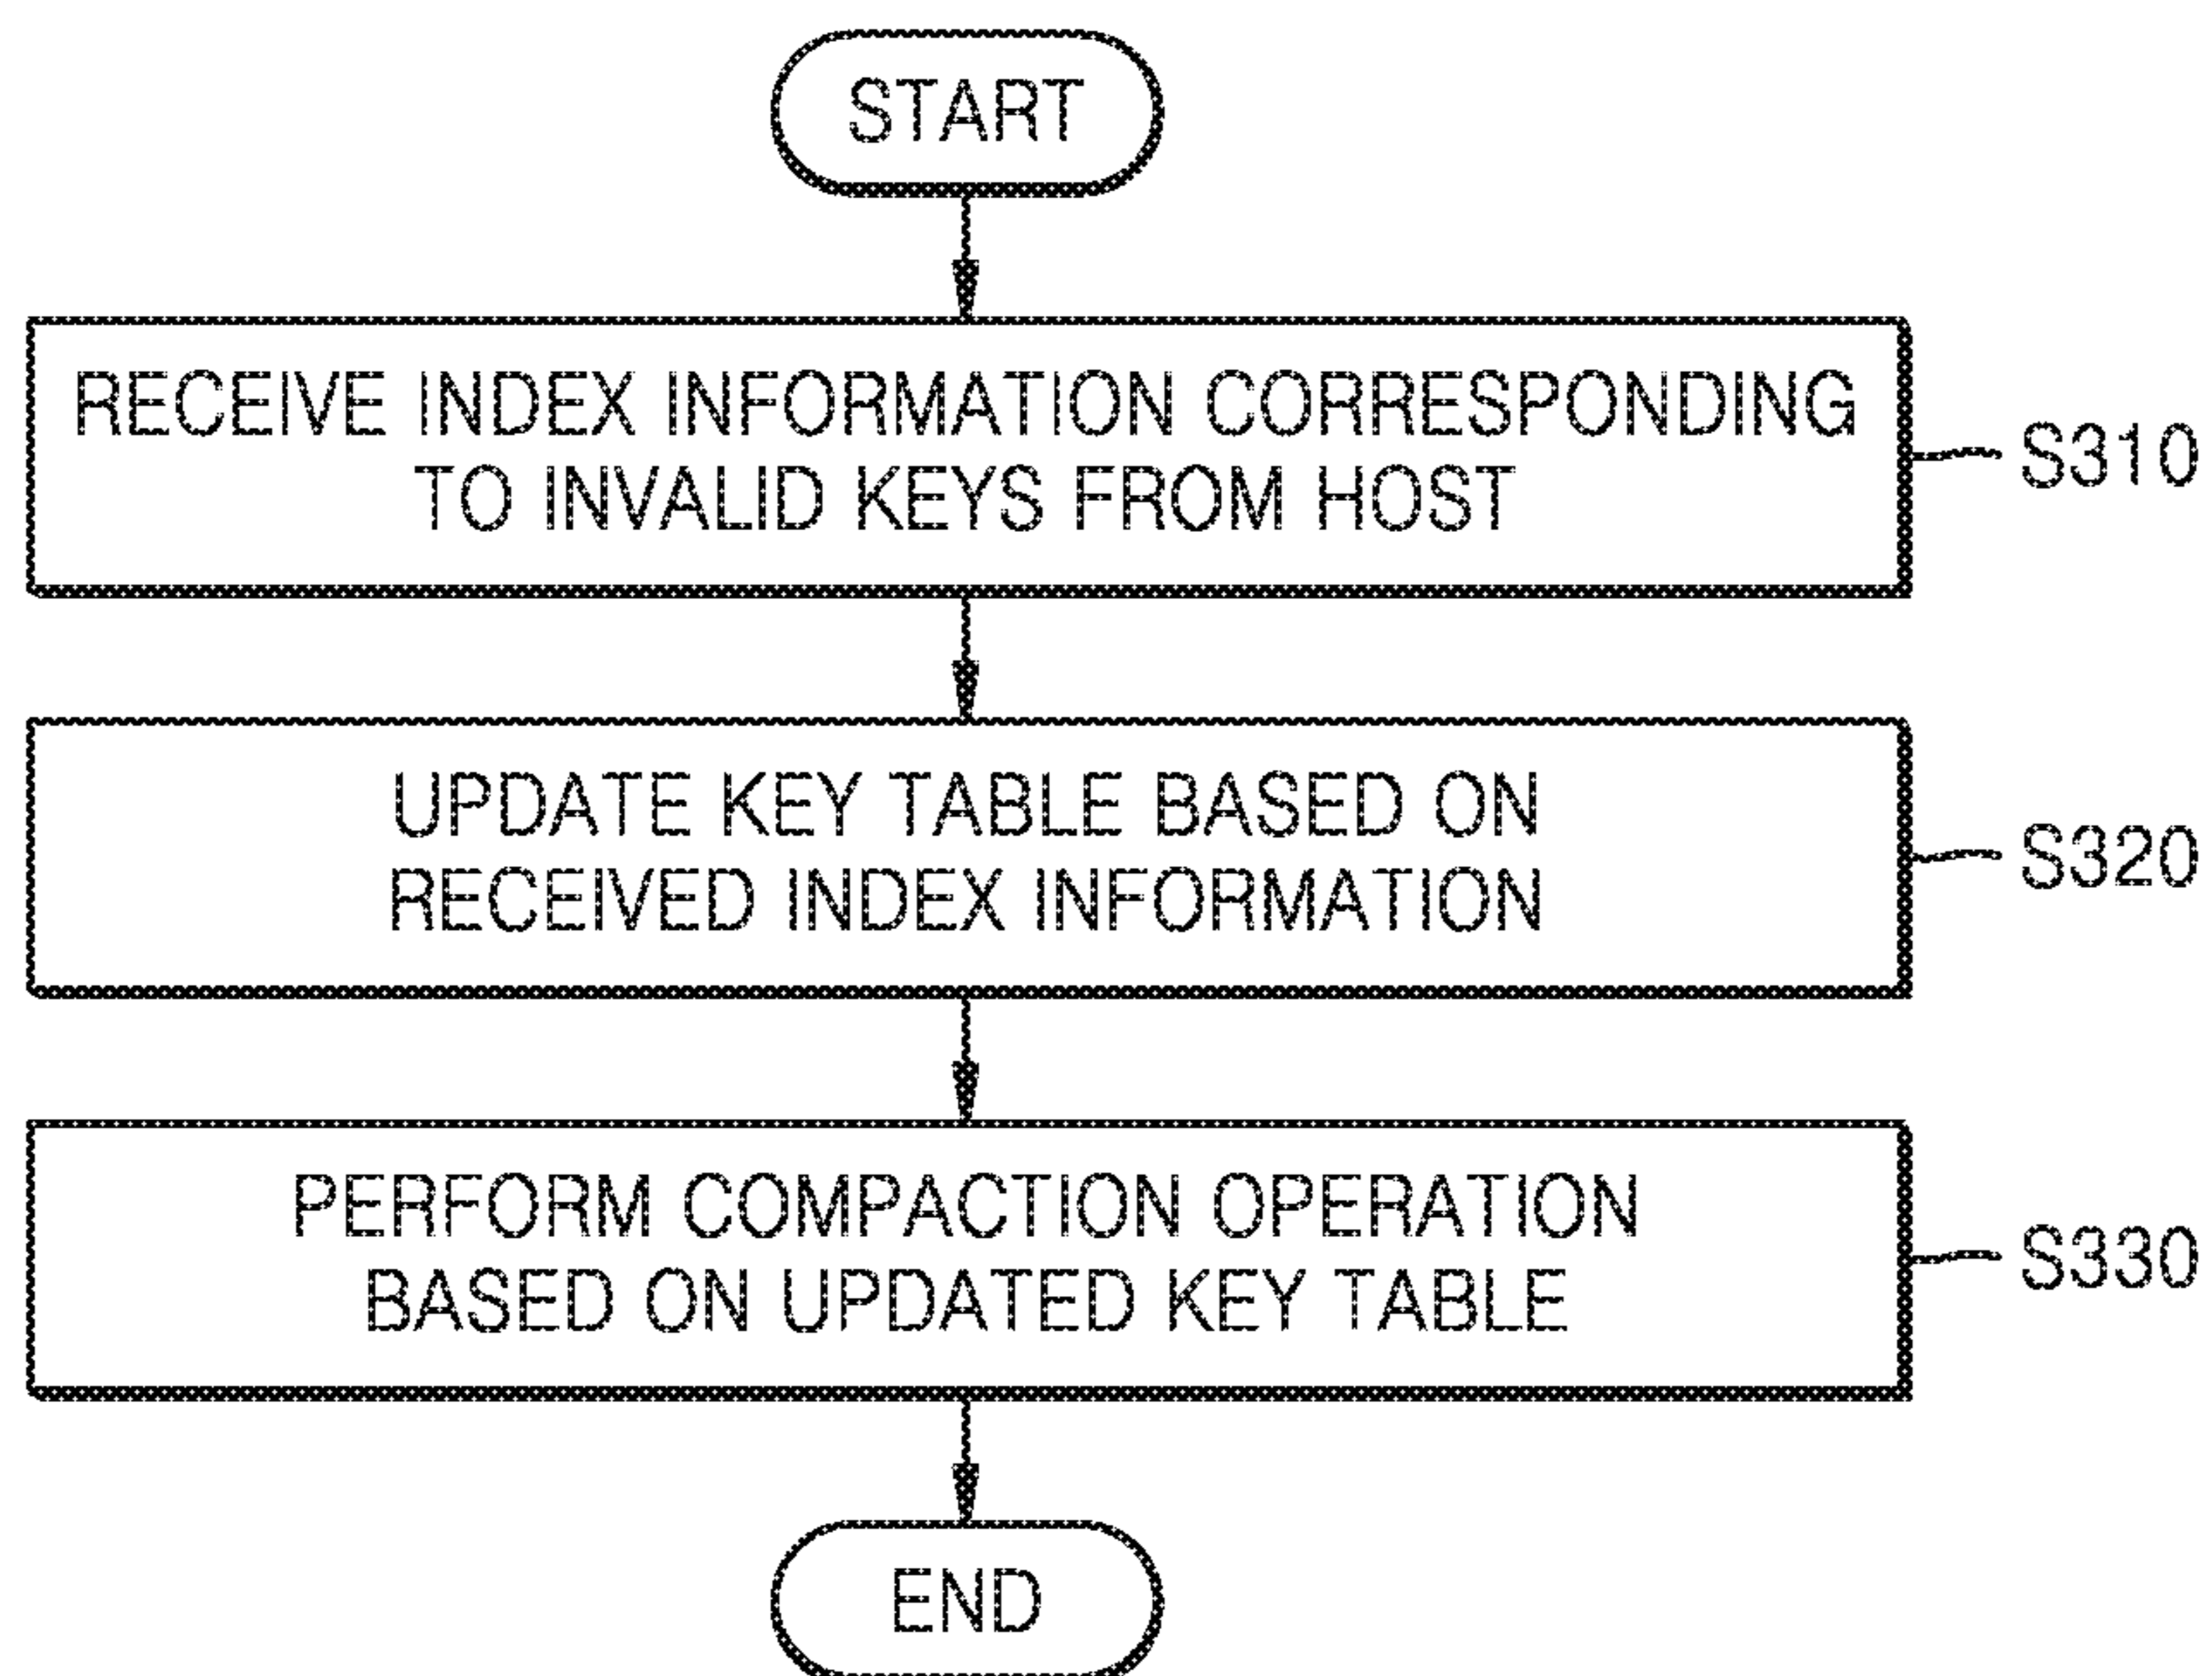 START
RECEIVE INDEX INFORMATION CORRESPONDING
TO INVALID KEYS FROM HOST
S310
UPDATE KEY TABLE BASED ON
RECEIVED INDEX INFORMATION
S320
PERFORM COMPACTION OPERATION
BASED ON UPDATED KEY TABLE
S330
END